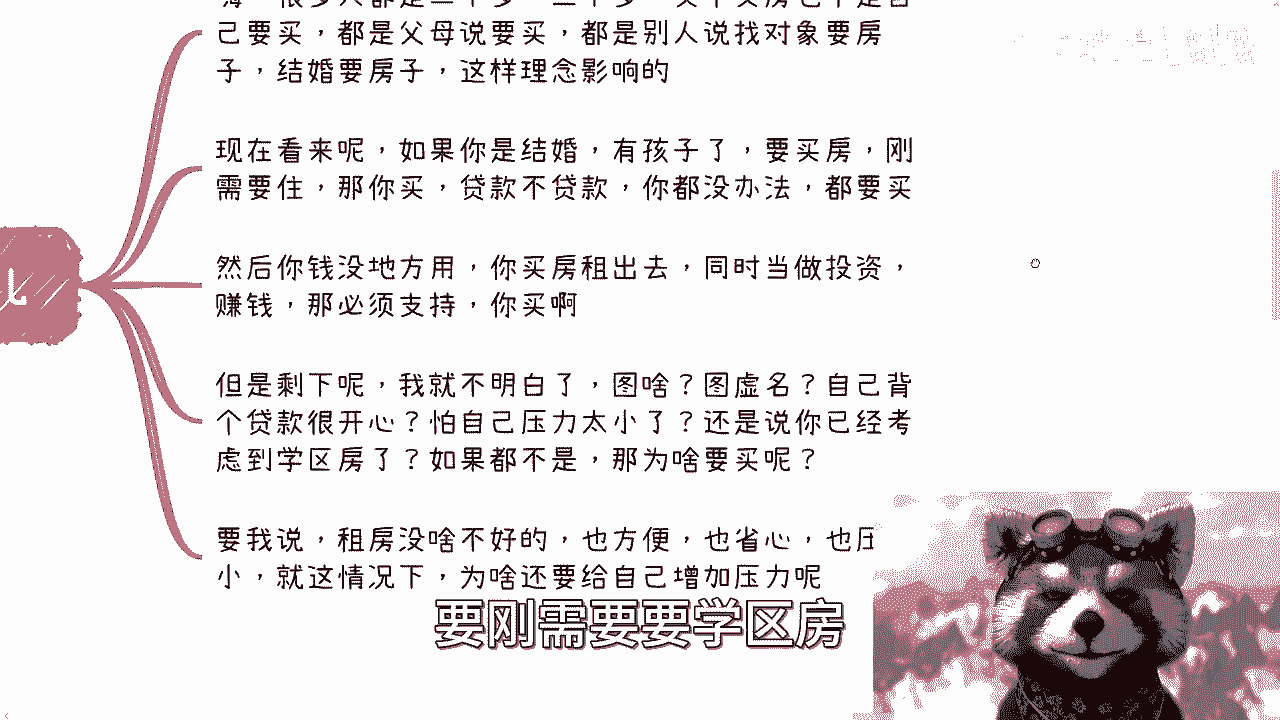 己要买，都是父母说要买，都是别人说找对象要房
子，结婚要房子，这样理念影响的
现在看来呢，如果你是结婚，有孩子了，要买房，刚
需要住，那你买，贷款不贷款，你都没办法，都要买
然后你钱没地方用，你买房租出去，同时当做投资，
赚钱，那必须支持，你买啊
但是剩下呢，我就不明白了，图啥？图虚名？自己背
个贷款很开心？怕自己压力太小了？还是说你已经考
虑到学区房了？如果都不是，那为啥要买呢？
要我说，租房没啥不好的，也方便，也省心，也压
小，就这情况下，为啥还要给自己增加压力呢
要刚需要要学区房